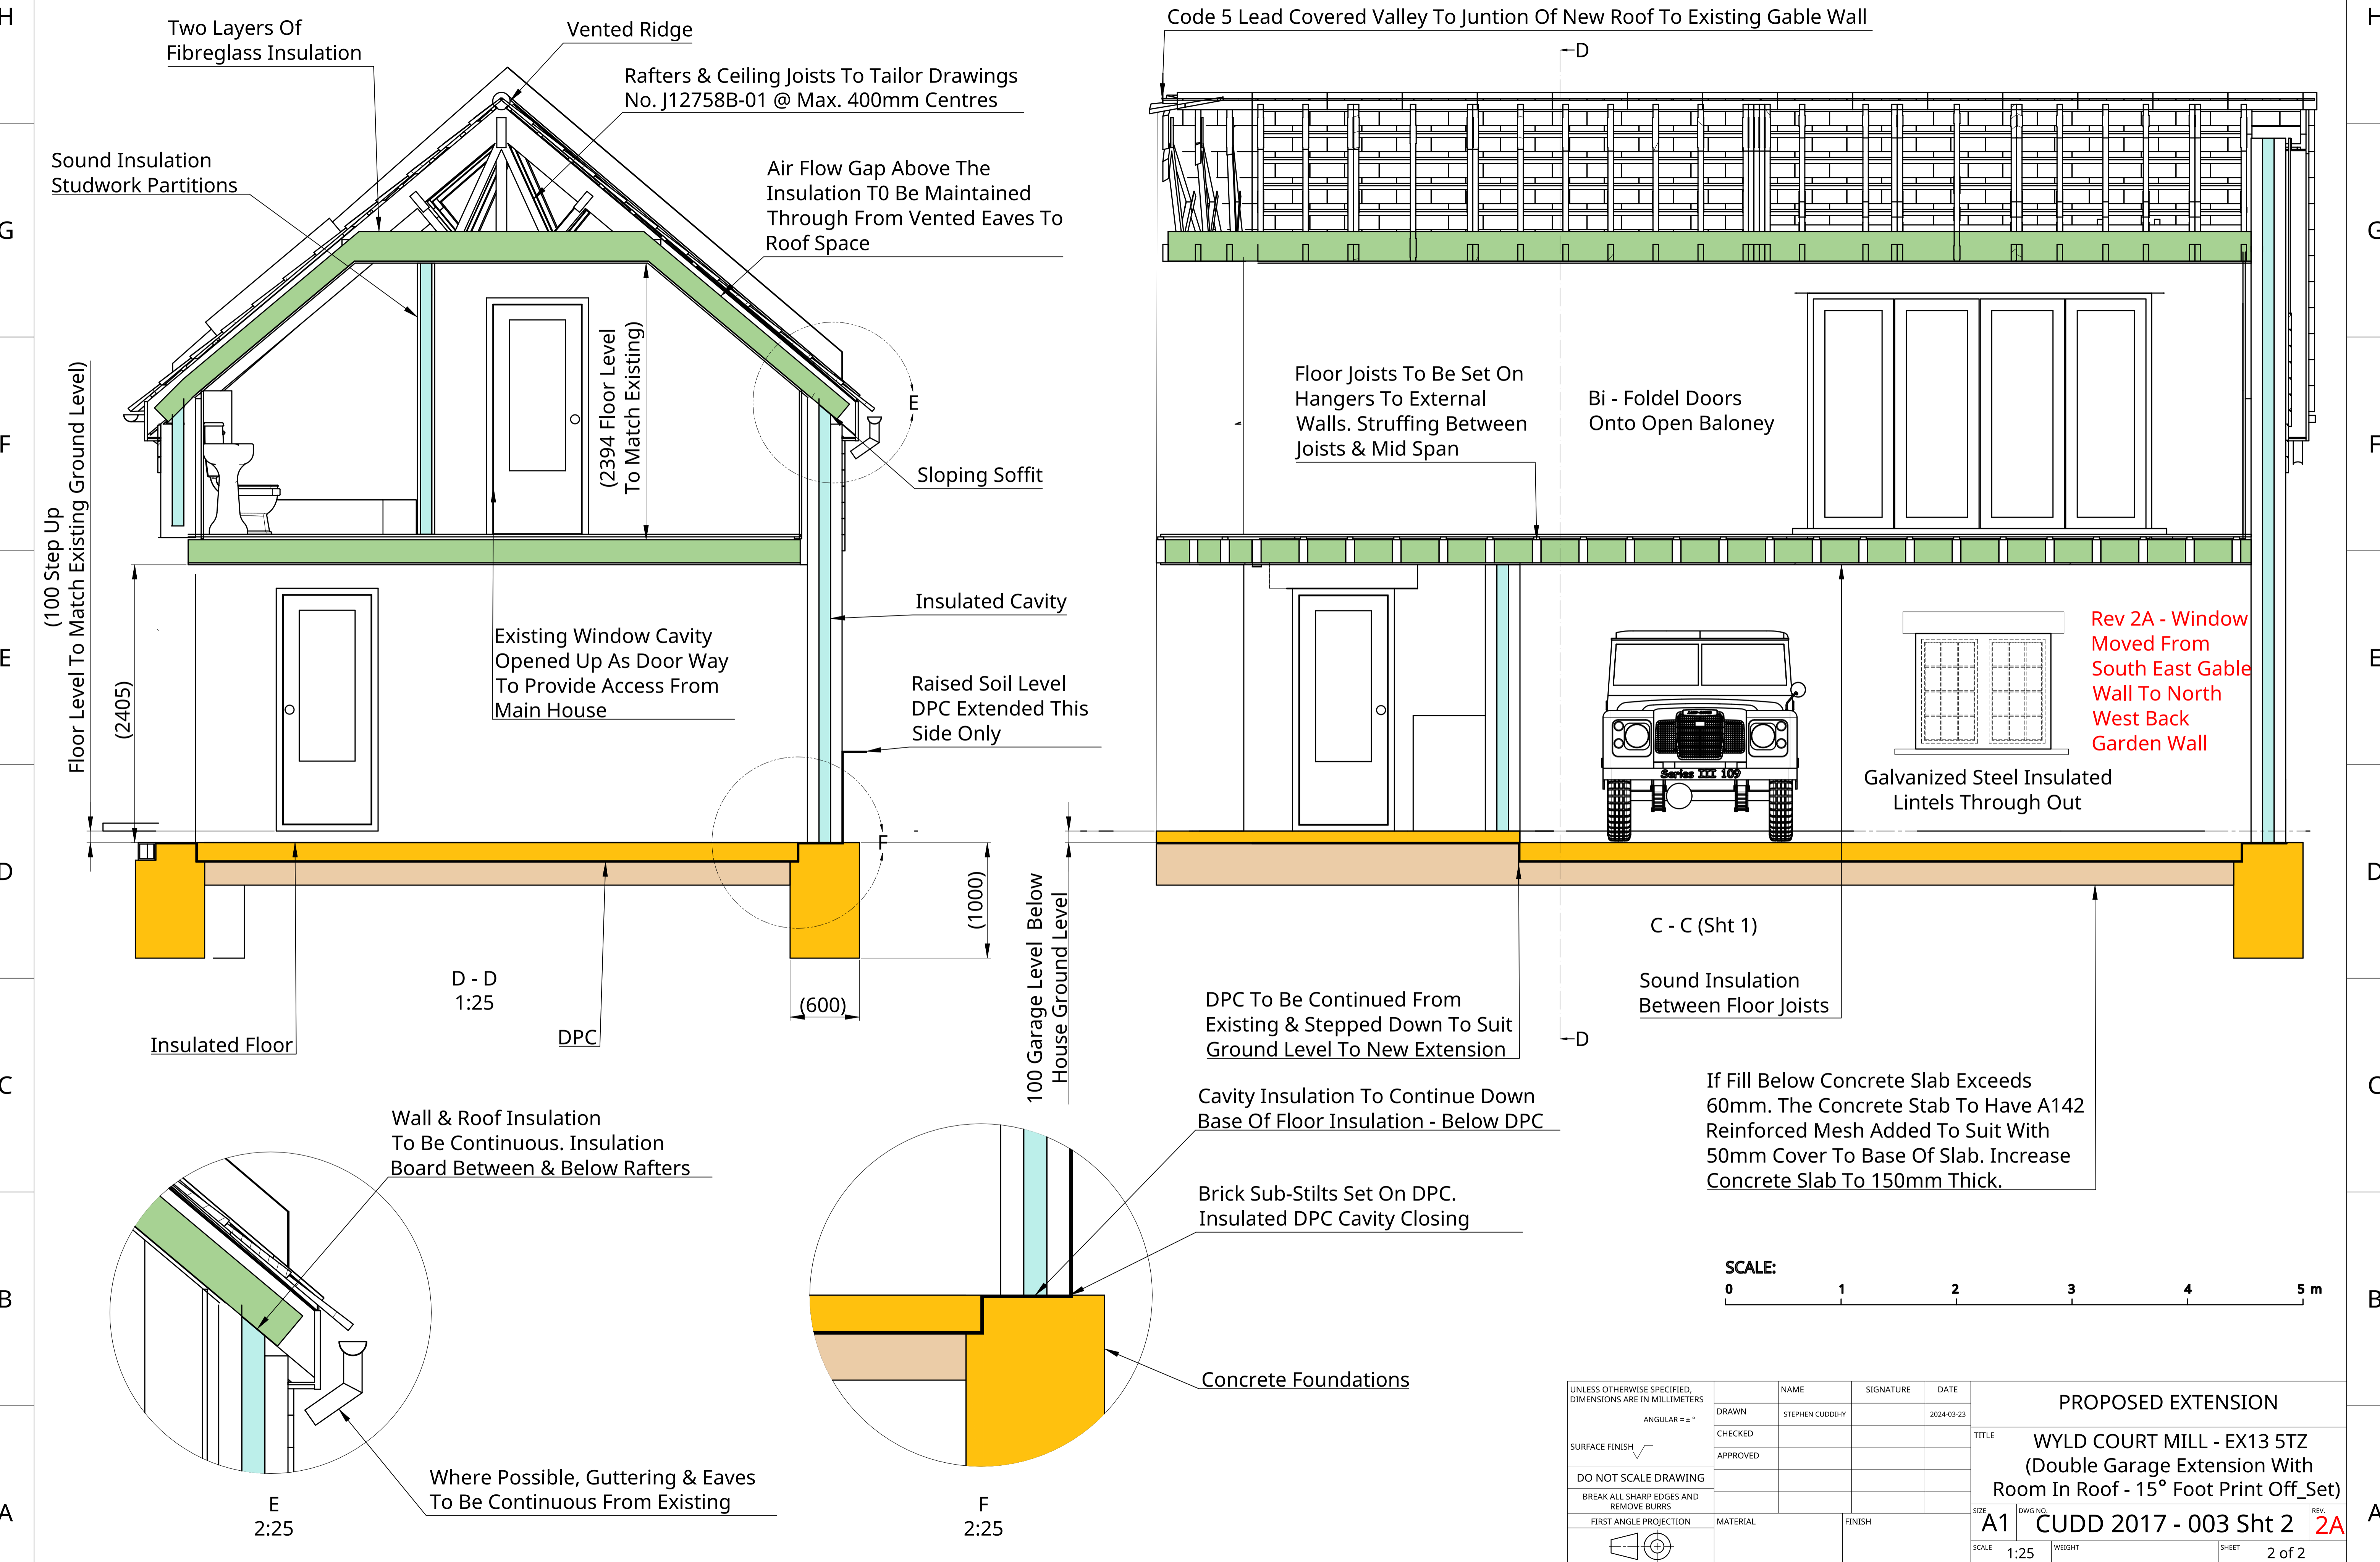 H
H
Two Layers Of
Fibreglass Insulation
Vented Ridge
Rafters & Ceiling Joists To Tailor Drawings
No. J12758B-01 @ Max. 400mm Centres
Code 5 Lead Covered Valley To Juntion Of New Roof To Existing Gable Wall
D
Sound Insulation
Studwork Partitions
Air Flow Gap Above The
Insulation T0 Be Maintained
Through From Vented Eaves To
Roof Space
G
G
(100 Step Up
Floor Level To Match Existing Ground Level)
(2394 Floor Level
To Match Existing)
E
Floor Joists To Be Set On
Hangers To External
Walls. Struffing Between
Joists & Mid Span
Bi - Foldel Doors
Onto Open Baloney
F
F
Sloping Soffit
Insulated Cavity
Existing Window Cavity
Opened Up As Door Way
To Provide Access From
Main House
(2405)
Raised Soil Level
DPC Extended This
Side Only
E
E
Rev 2A - Window
Moved From
South East Gable
Wall To North
West Back
Garden Wall
Series III 109
Galvanized Steel Insulated
Lintels Through Out
F
D
D
(1000)
100 Garage Level Below
House Ground Level
C - C (Sht 1)
D - D
1:25
(600)
Insulated Floor
DPC
DPC To Be Continued From
Existing & Stepped Down To Suit
Ground Level To New Extension
Sound Insulation
Between Floor Joists
D
C
C
Wall & Roof Insulation
To Be Continuous. Insulation
Board Between & Below Rafters
Cavity Insulation To Continue Down
Base Of Floor Insulation - Below DPC
If Fill Below Concrete Slab Exceeds
60mm. The Concrete Stab To Have A142
Reinforced Mesh Added To Suit With
50mm Cover To Base Of Slab. Increase
Concrete Slab To 150mm Thick.
Brick Sub-Stilts Set On DPC.
Insulated DPC Cavity Closing
B
B
SCALE:
0 1 2 3 4 5 m
Concrete Foundations
Where Possible, Guttering & Eaves
To Be Continuous From Existing
E
2:25
F
2:25
A
A
UNLESS OTHERWISE SPECIFIED,
DIMENSIONS ARE IN MILLIMETERS
ANGULAR = ± °
SURFACE FINISH
DO NOT SCALE DRAWING
BREAK ALL SHARP EDGES AND
REMOVE BURRS
FIRST ANGLE PROJECTION
NAME SIGNATURE DATE
DRAWN STEPHEN CUDDIHY 2024-03-23
CHECKED
APPROVED
MATERIAL FINISH
PROPOSED EXTENSION
TITLE
WYLD COURT MILL - EX13 5TZ
(Double Garage Extension With
Room In Roof - 15° Foot Print Off_Set)
SIZE A1 DWG NO. CUDD 2017 - 003 Sht 2 REV. 2A
SCALE 1:25 WEIGHT SHEET 2 of 2